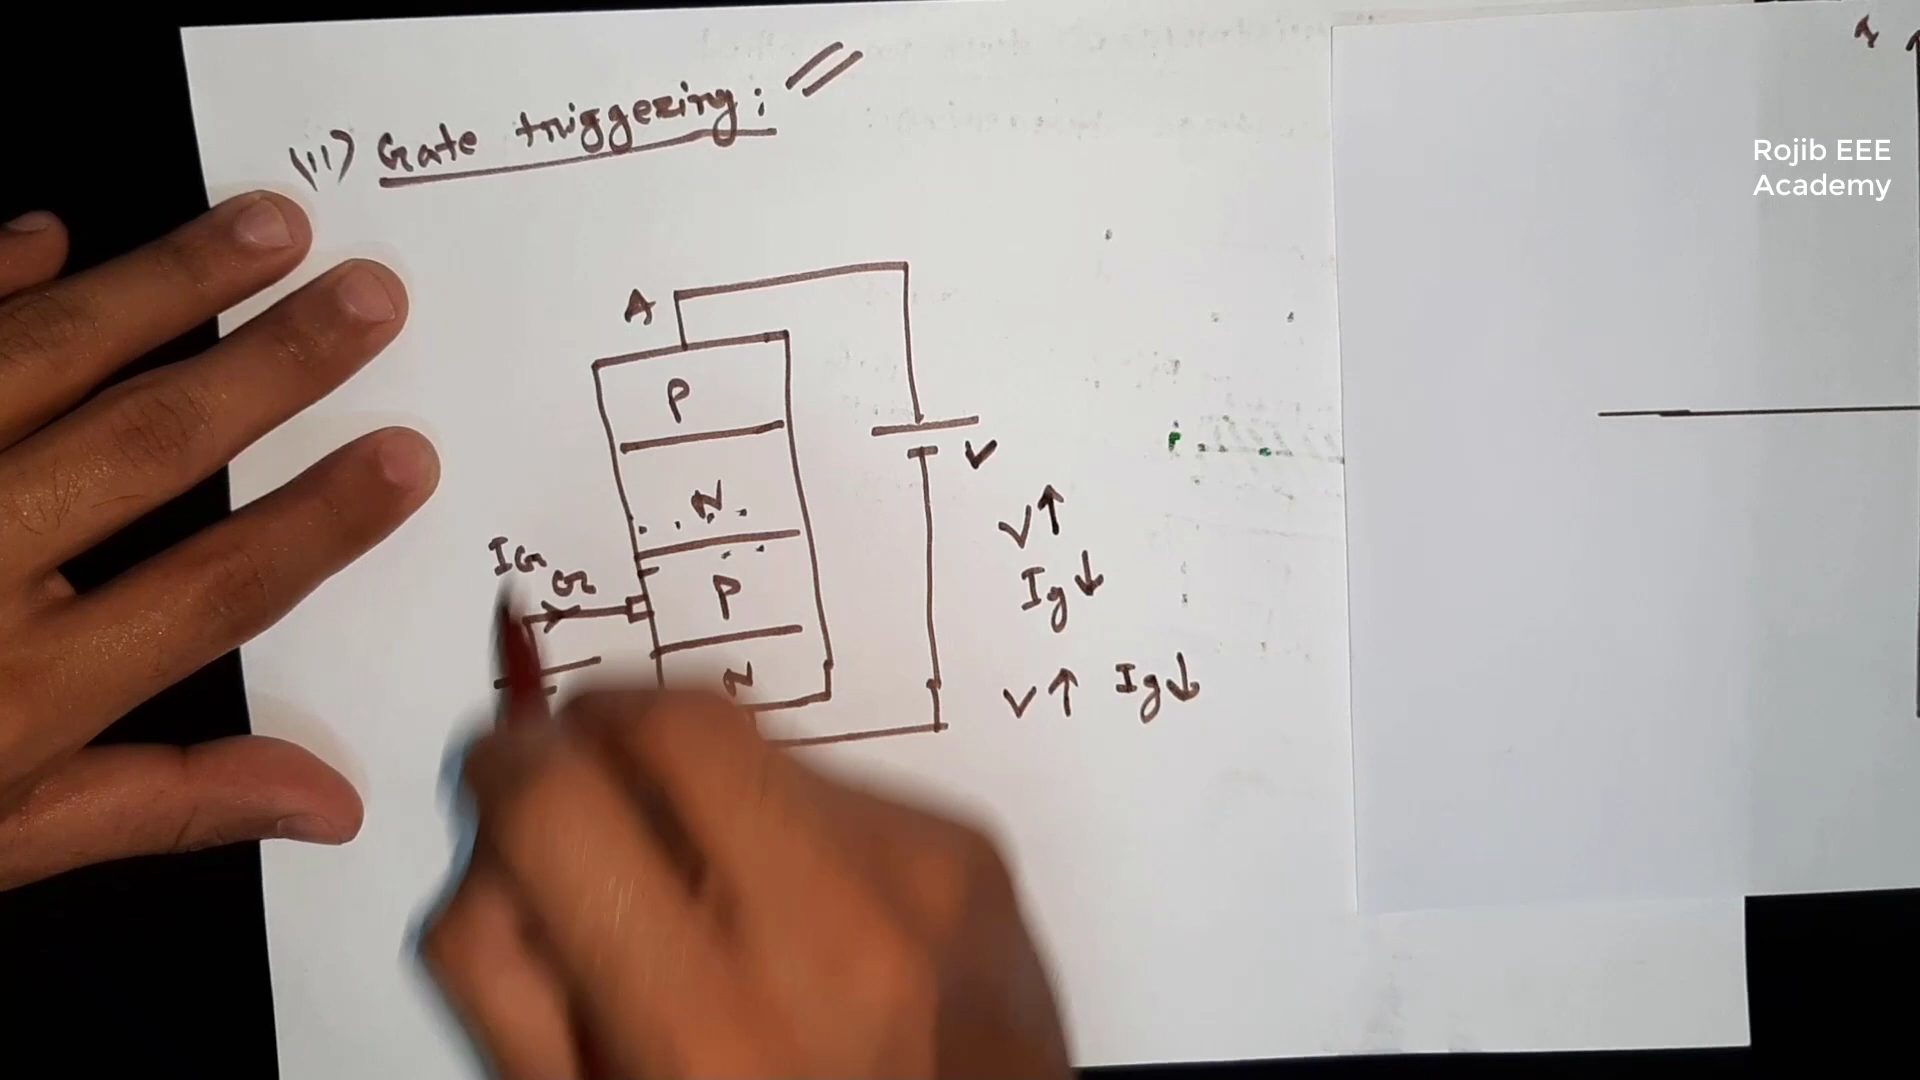 (ii) Gate triggering:
Rojib EEE
Academy
A
P
N
V
V↑
IG
G
P
Ig↓
N
V↑ Ig↓